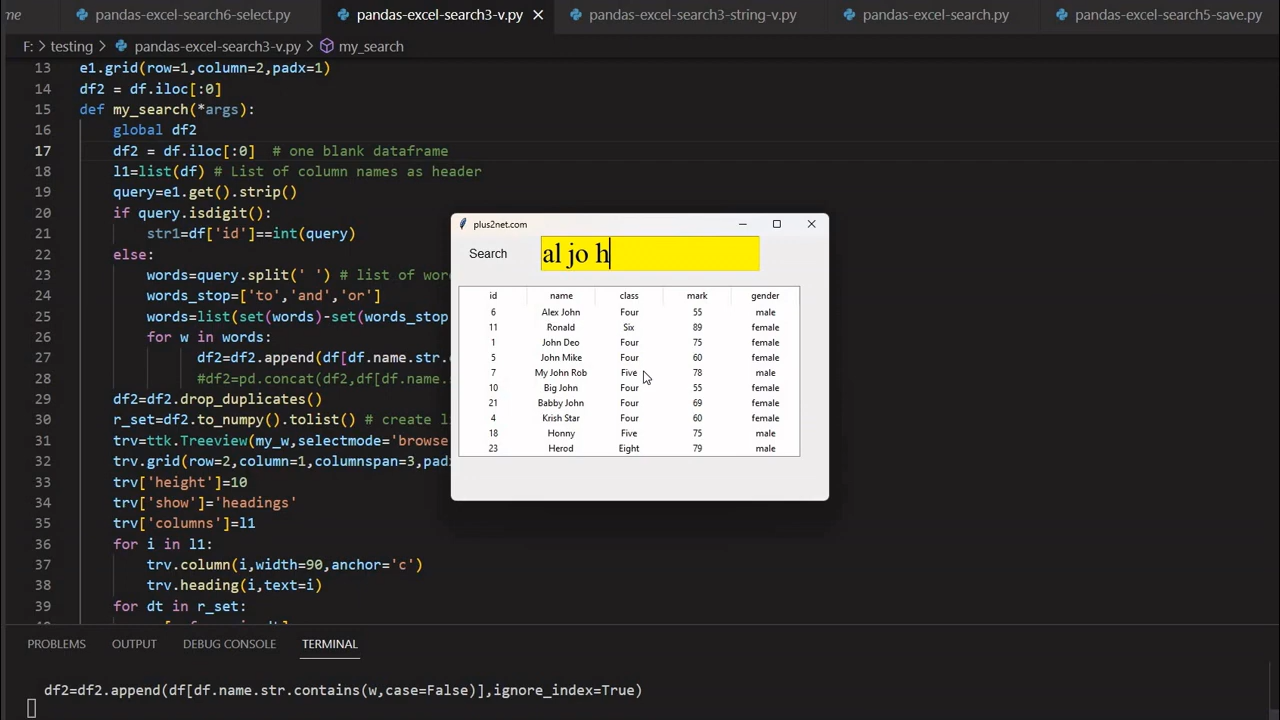 me pandas-excel-search6-select.py pandas-excel-search3-v.py pandas-excel-search3-string-v.py pandas-excel-search.py pandas-excel-search5-save.py
F: > testing > pandas-excel-search3-v.py > my_search
13 e1.grid(row=1,column=2,padx=1)
14 df2 = df.iloc[:0]
15 def my_search(*args):
16 global df2
17 df2 = df.iloc[:0] # one blank dataframe
18 l1=list(df) # List of column names as header
19 query=e1.get().strip()
20 if query.isdigit():
21 str1=df['id']==int(query)
22 else:
23 words=query.split(' ') # list of wor
24 words_stop=['to','and','or']
25 words=list(set(words)-set(words_stop
26 for w in words:
27 df2=df2.append(df[df.name.str.
28 #df2=pd.concat(df2,df[df.name.
29 df2=df2.drop_duplicates()
30 r_set=df2.to_numpy().tolist() # create l
31 trv=ttk.Treeview(my_w,selectmode='browse
32 trv.grid(row=2,column=1,columnspan=3,pad
33 trv['height']=10
34 trv['show']='headings'
35 trv['columns']=l1
36 for i in l1:
37 trv.column(i,width=90,anchor='c')
38 trv.heading(i,text=i)
39 for dt in r_set:
plus2net.com
Search al jo h
id name class mark gender
6 Alex John Four 55 male
11 Ronald Six 89 female
1 John Deo Four 75 female
5 John Mike Four 60 female
7 My John Rob Five 78 male
10 Big John Four 55 female
21 Babby John Four 69 female
4 Krish Star Four 60 female
18 Honny Five 75 male
23 Herod Eight 79 male
PROBLEMS OUTPUT DEBUG CONSOLE TERMINAL
df2=df2.append(df[df.name.str.contains(w,case=False)],ignore_index=True)